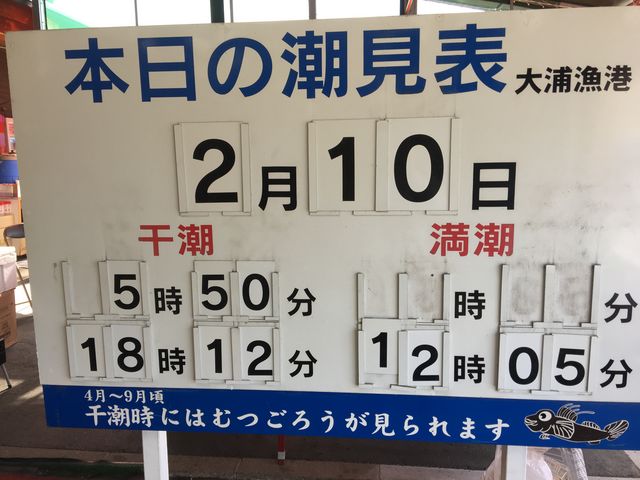 本日の潮見表 大浦漁港
2月10日
干潮 満潮
5時50分 時 分
18時12分 12時05分
4月～9月頃
干潮時にはむつごろうが見られます